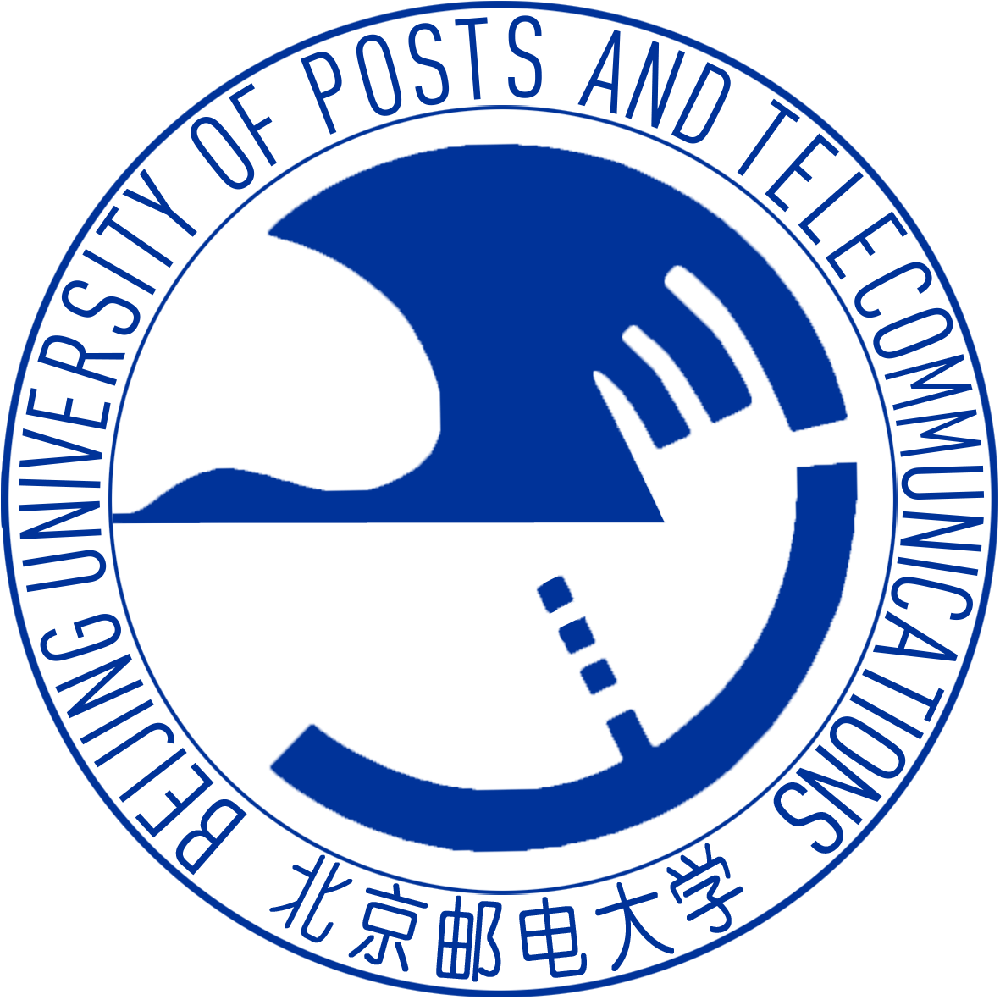 BEIJING UNIVERSITY OF POSTS AND TELECOMMUNICATIONS
北京邮电大学